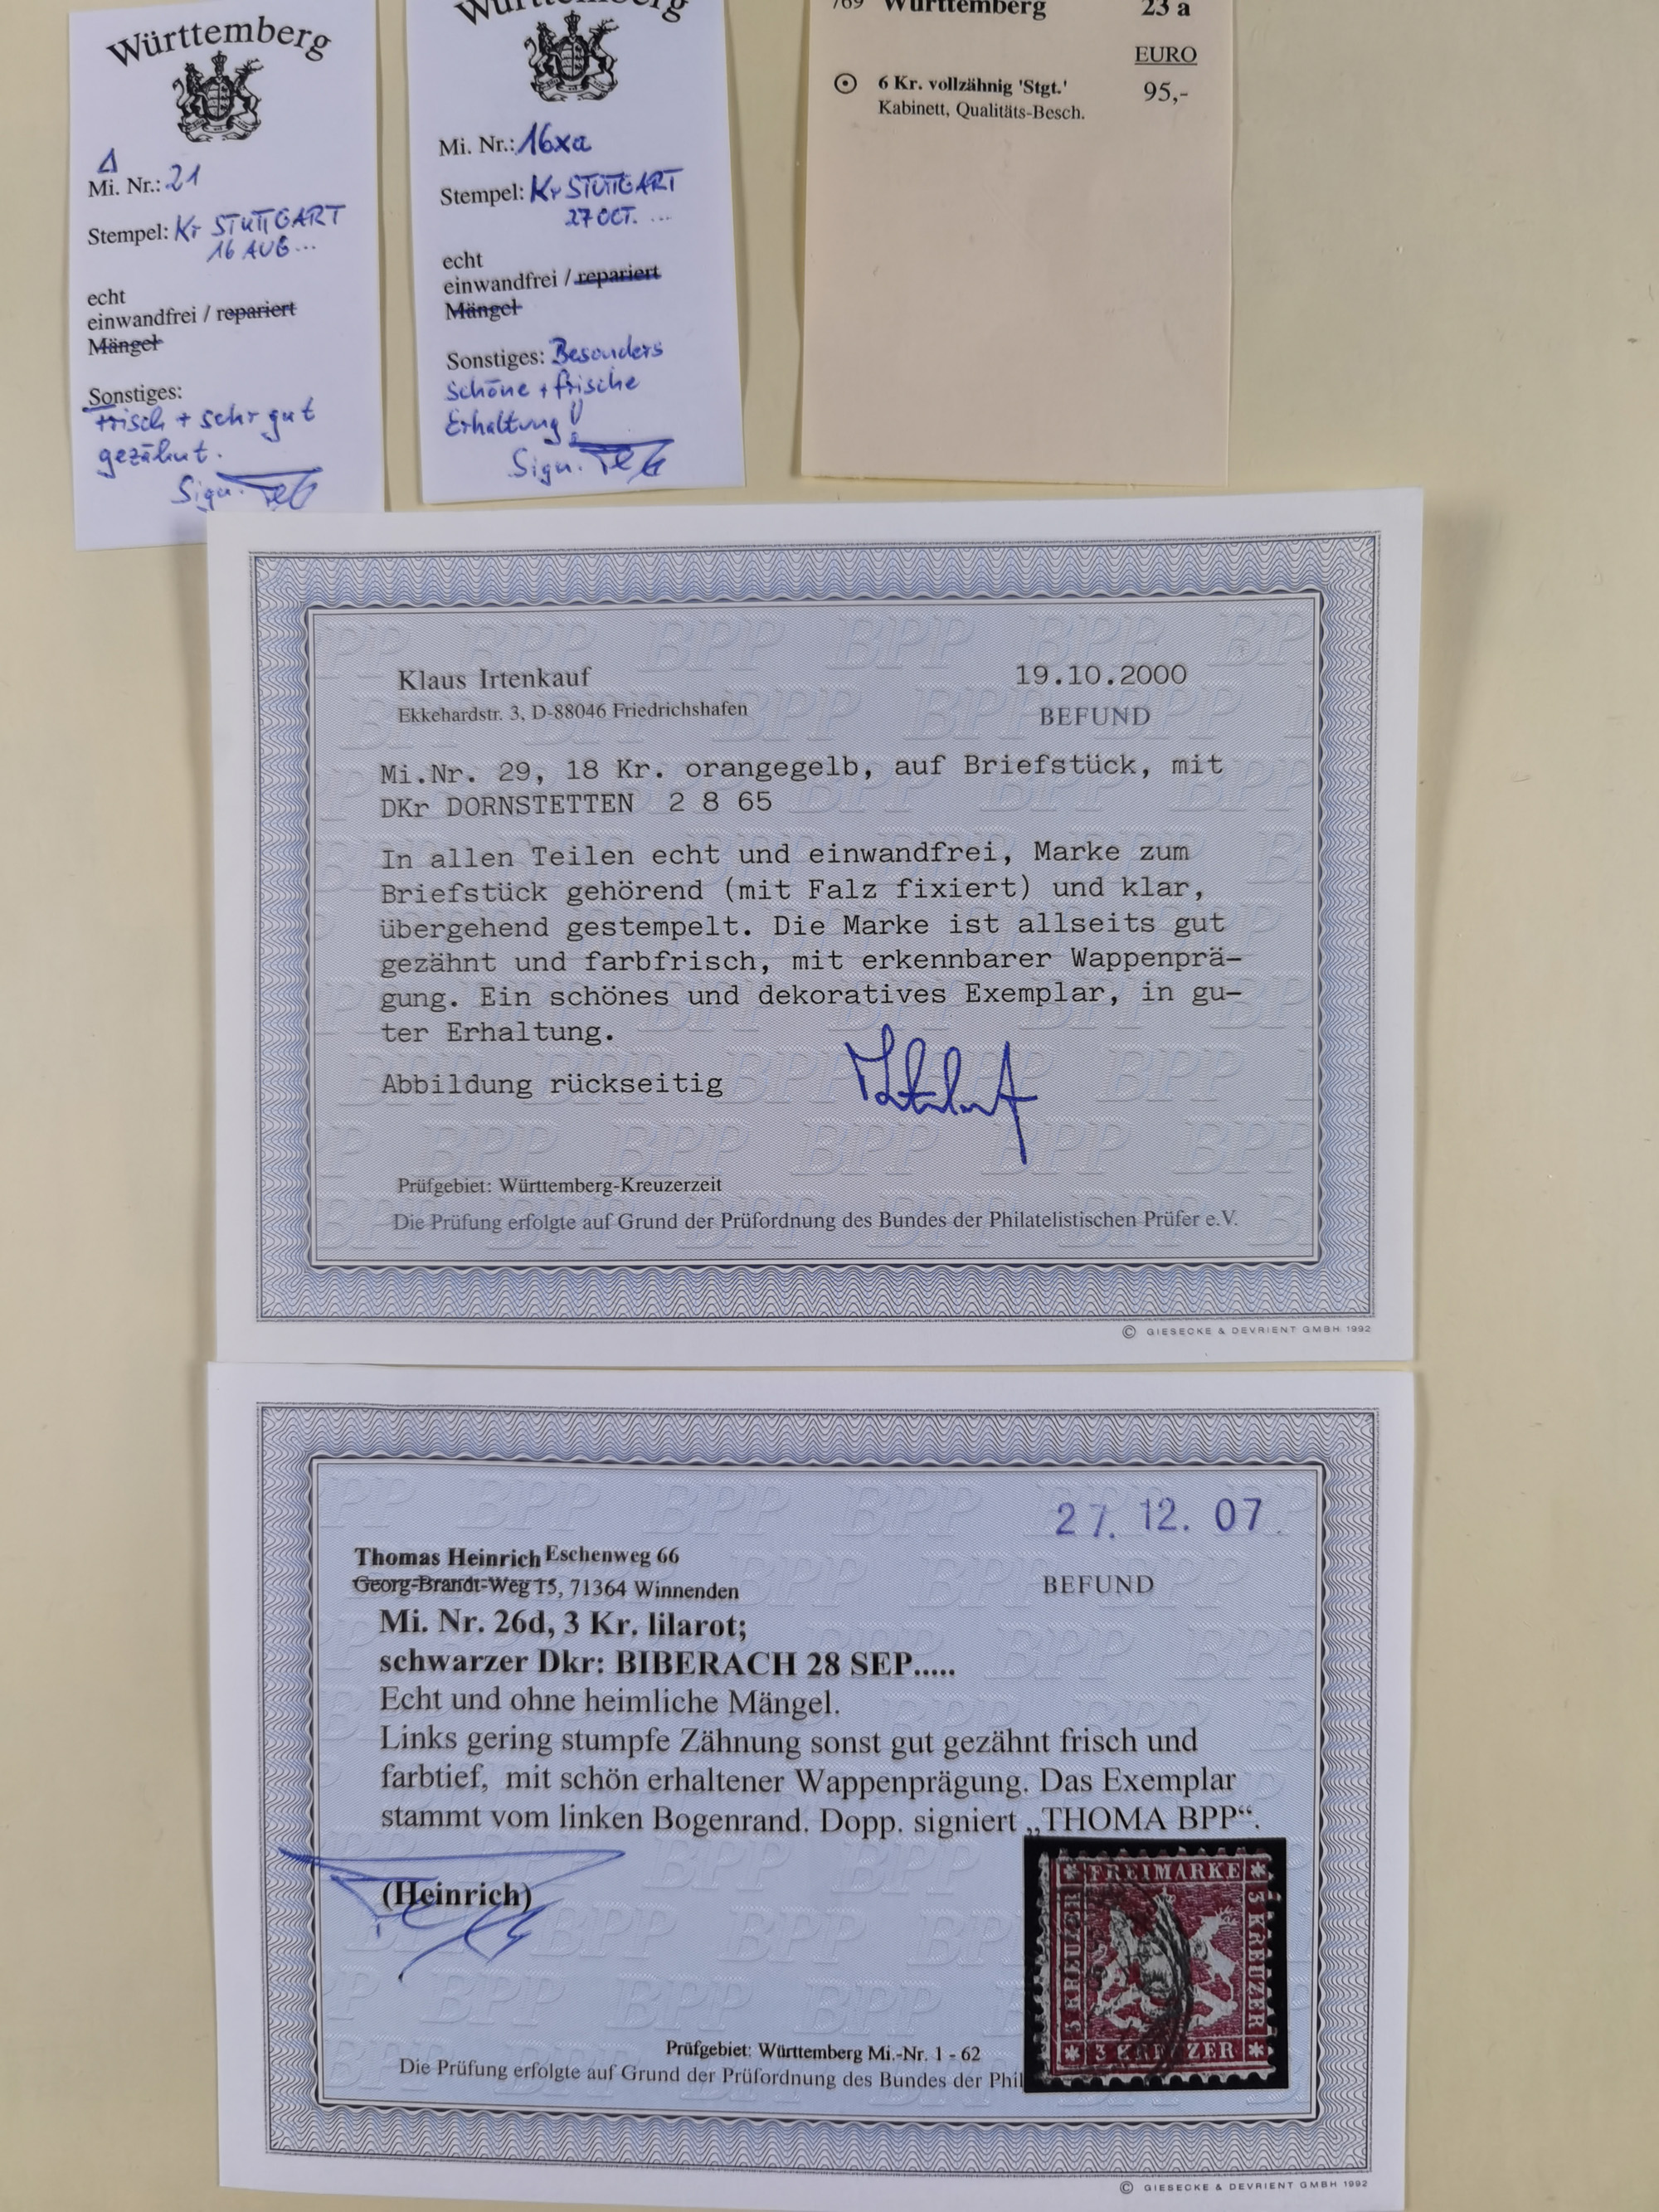 Württemberg
Mi. Nr.: 21
Stempel: Kr STUTTGART
16 AUG...
echt
einwandfrei / repariert
Mängel
Sonstiges:
Frisch + sehr gut
gezähnt.
Sign.
Württemberg
Mi. Nr.: 16xa
Stempel: Kr STUTTGART
27 OCT. ...
echt
einwandfrei / repariert
Mängel
Sonstiges: Besonders
schöne + frische
Erhaltung!
Sign.
769 Württemberg 23 a
EURO
6 Kr. vollzähnig 'Stgt.' 95,-
Kabinett, Qualitäts-Besch.
Klaus Irtenkauf 19.10.2000
Ekkehardstr. 3, D-88046 Friedrichshafen BEFUND
Mi.Nr. 29, 18 Kr. orangegelb, auf Briefstück, mit
DKr DORNSTETTEN 2 8 65
In allen Teilen echt und einwandfrei, Marke zum
Briefstück gehörend (mit Falz fixiert) und klar,
übergehend gestempelt. Die Marke ist allseits gut
gezähnt und farbfrisch, mit erkennbarer Wappenprä-
gung. Ein schönes und dekoratives Exemplar, in gu-
ter Erhaltung.
Abbildung rückseitig
Prüfgebiet: Württemberg-Kreuzerzeit
Die Prüfung erfolgte auf Grund der Prüfordnung des Bundes der Philatelistischen Prüfer e.V.
© GIESECKE & DEVRIENT GMBH 1992
27. 12. 07
Thomas Heinrich Eschenweg 66
Georg-Brandt-Weg 15, 71364 Winnenden BEFUND
Mi. Nr. 26d, 3 Kr. lilarot;
schwarzer Dkr: BIBERACH 28 SEP.....
Echt und ohne heimliche Mängel.
Links gering stumpfe Zähnung sonst gut gezähnt frisch und
farbtief, mit schön erhaltener Wappenprägung. Das Exemplar
stammt vom linken Bogenrand. Dopp. signiert „THOMA BPP“.
(Heinrich)
FREIMARKE
3 KREUZER
3 KREUZER
3 KREUZER
Prüfgebiet: Württemberg Mi.-Nr. 1 - 62
Die Prüfung erfolgte auf Grund der Prüfordnung des Bundes der Phil
© GIESECKE & DEVRIENT GMBH 1992